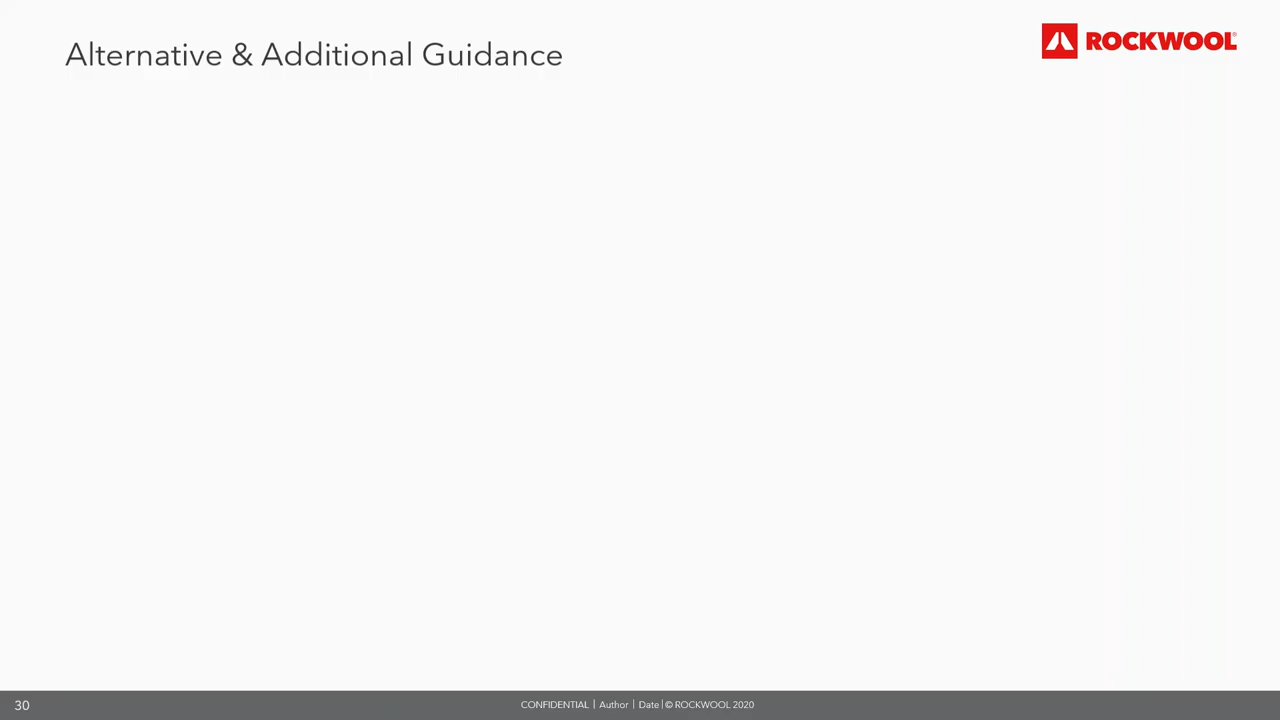 Alternative & Additional Guidance
ROCKWOOL®
30
CONFIDENTIAL | Author | Date | © ROCKWOOL 2020